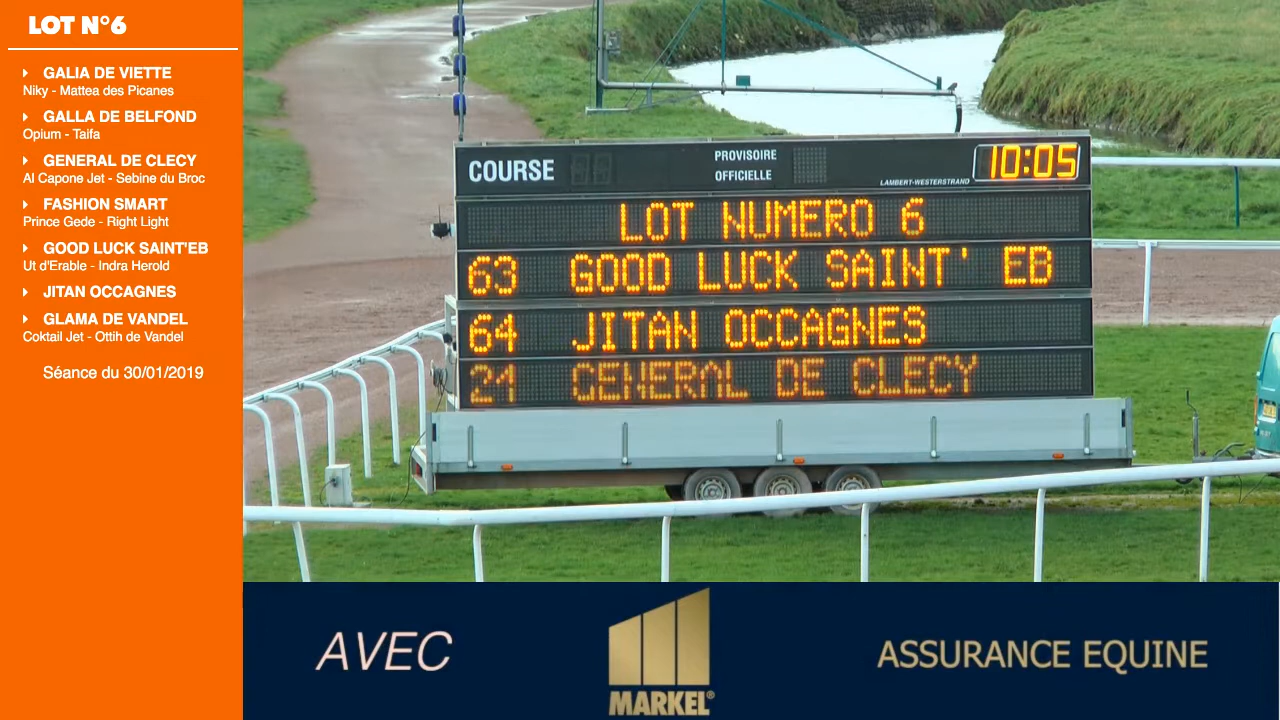 LOT N°6
GALIA DE VIETTE
Niky - Mattea des Picanes
GALLA DE BELFOND
Opium - Taifa
GENERAL DE CLECY
Al Capone Jet - Sebine du Broc
FASHION SMART
Prince Gede - Right Light
GOOD LUCK SAINT'EB
Ut d'Erable - Indra Herold
JITAN OCCAGNES
GLAMA DE VANDEL
Coktail Jet - Ottih de Vandel
Séance du 30/01/2019
COURSE
PROVISOIRE
OFFICIELLE
LAMBERT-WESTERSTRAND
10:05
LOT NUMERO 6
63 GOOD LUCK SAINT' EB
64 JITAN OCCAGNES
24 GENERAL DE CLECY
AVEC
MARKEL®
ASSURANCE EQUINE